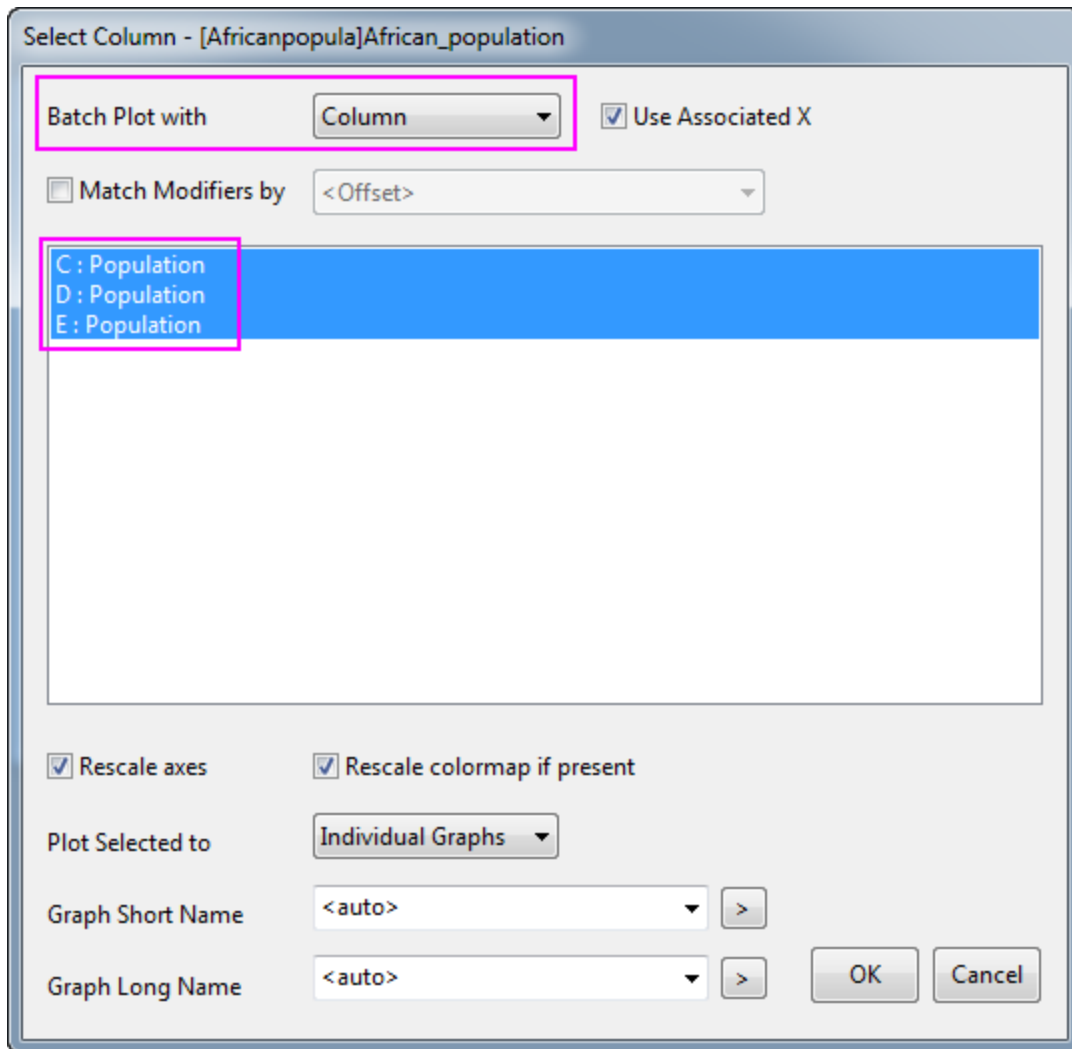 Select Column - [Africanpopula]African_population
Batch Plot with Column Use Associated X
Match Modifiers by <Offset>
C : Population
D : Population
E : Population
Rescale axes Rescale colormap if present
Plot Selected to Individual Graphs
Graph Short Name <auto> >
Graph Long Name <auto> > OK Cancel